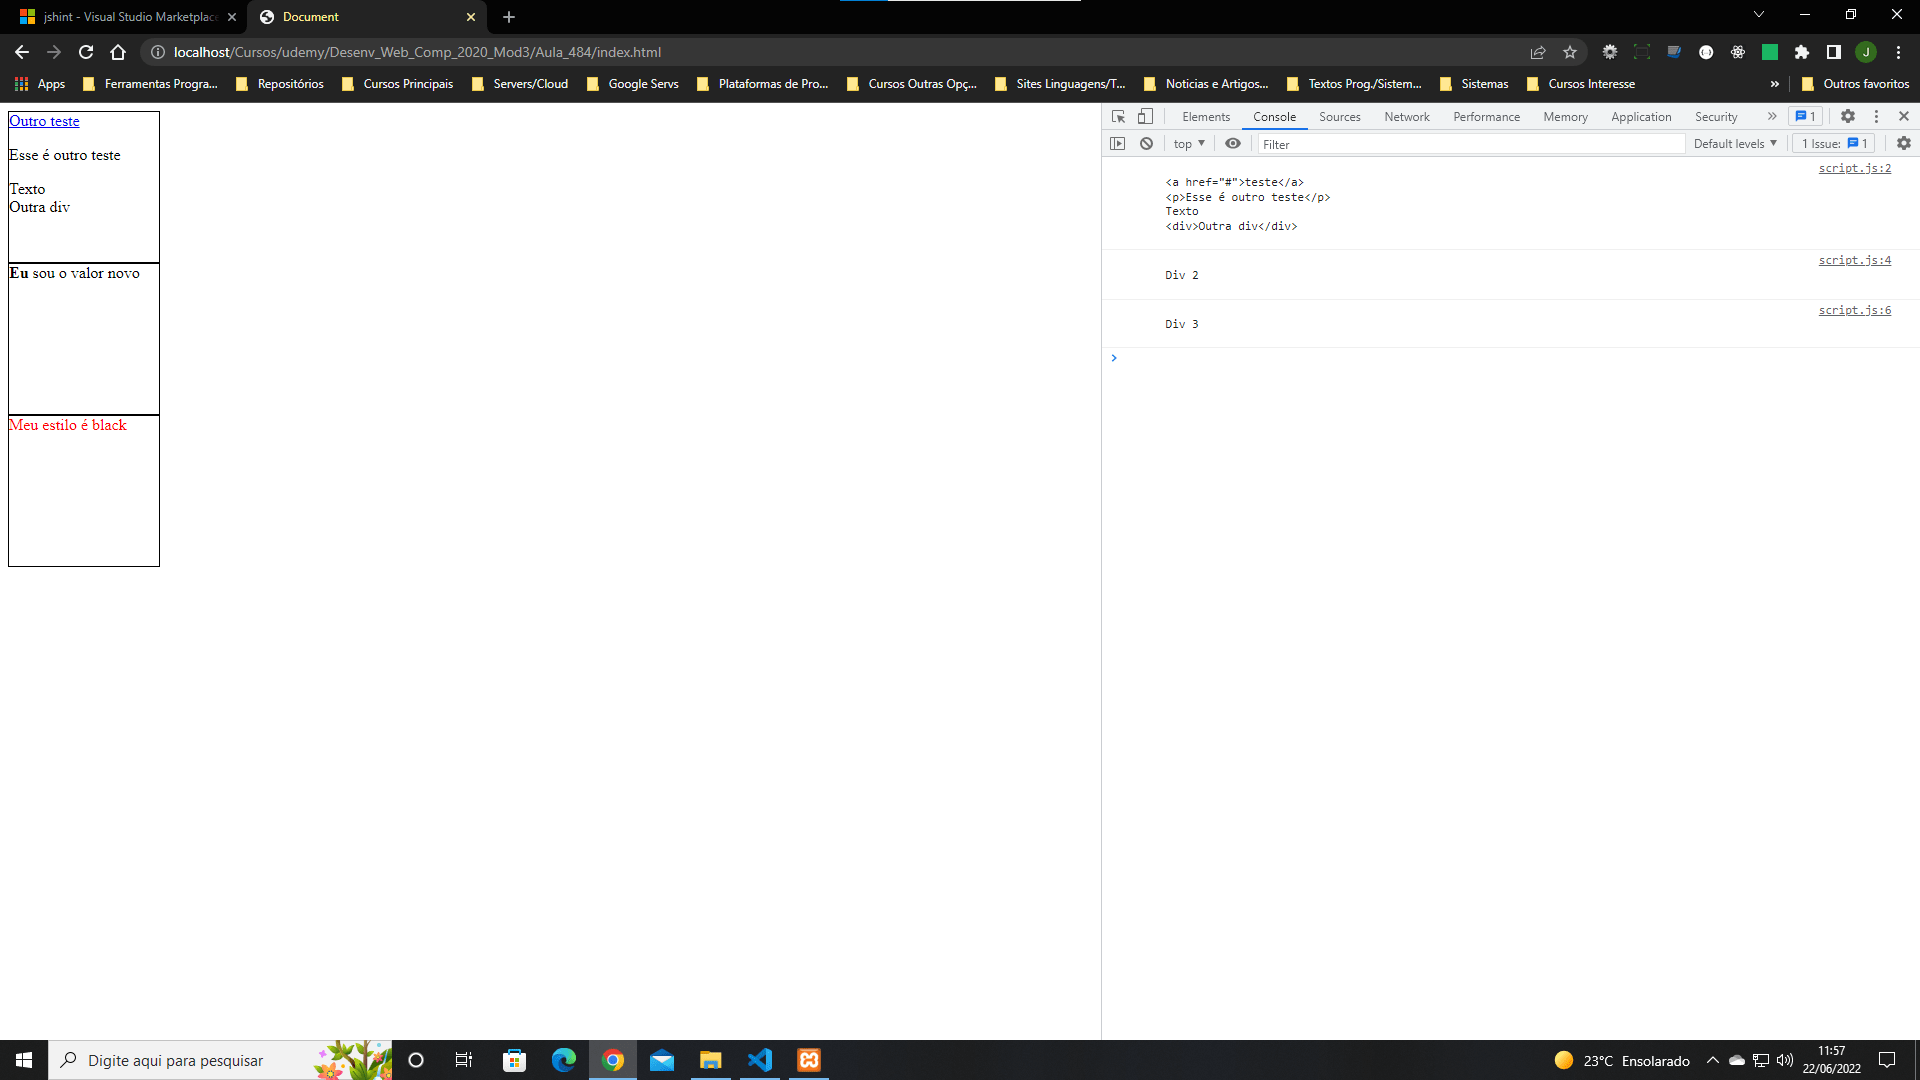 jshint - Visual Studio Marketplace
Document
localhost/Cursos/udemy/Desenv_Web_Comp_2020_Mod3/Aula_484/index.html
J
Apps Ferramentas Progra... Repositórios Cursos Principais Servers/Cloud Google Servs Plataformas de Pro... Cursos Outras Opç... Sites Linguagens/T... Noticias e Artigos... Textos Prog./Sistem... Sistemas Cursos Interesse » Outros favoritos
Outro teste
Esse é outro teste
Texto
Outra div
Eu sou o valor novo
Meu estilo é black
Elements Console Sources Network Performance Memory Application Security » 1
top Filter Default levels 1 Issue: 1
script.js:2
<a href="#">teste</a>
<p>Esse é outro teste</p>
Texto
<div>Outra div</div>
script.js:4
Div 2
script.js:6
Div 3
>
Digite aqui para pesquisar
23°C Ensolarado
11:57
22/06/2022